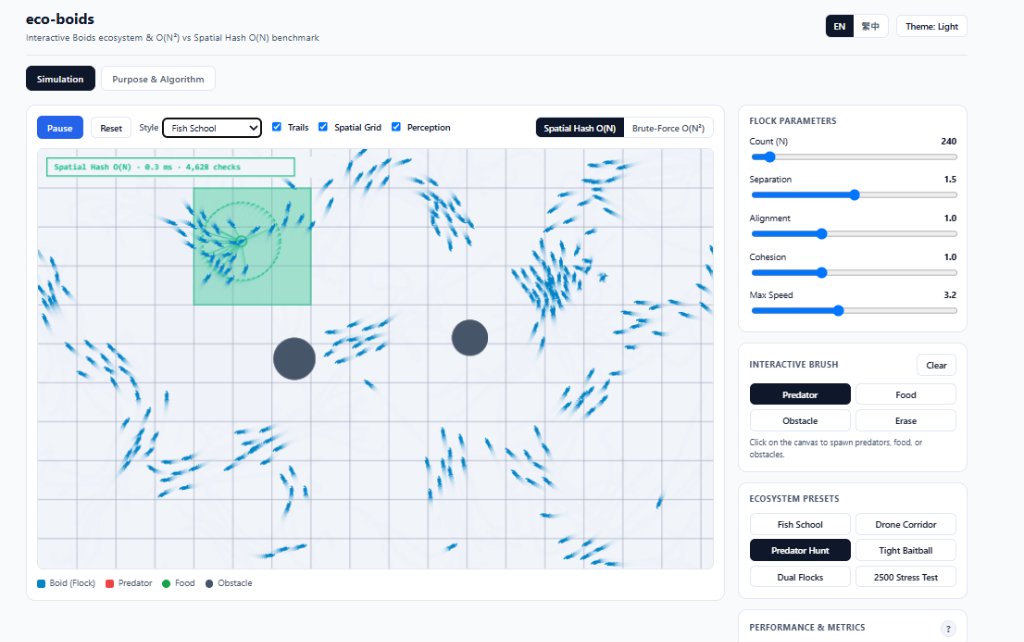 eco-boids
Interactive Boids ecosystem & O(N²) vs Spatial Hash O(N) benchmark
EN 繁中 Theme: Light
Simulation Purpose & Algorithm
Pause Reset Style Fish School Trails Spatial Grid Perception Spatial Hash O(N) Brute-Force O(N²)
Spatial Hash O(N) · 0.3 ms · 4,628 checks
Boid (Flock) Predator Food Obstacle
FLOCK PARAMETERS
Count (N) 240
Separation 1.5
Alignment 1.0
Cohesion 1.0
Max Speed 3.2
INTERACTIVE BRUSH Clear
Predator Food
Obstacle Erase
Click on the canvas to spawn predators, food, or
obstacles.
ECOSYSTEM PRESETS
Fish School Drone Corridor
Predator Hunt Tight Baitball
Dual Flocks 2500 Stress Test
PERFORMANCE & METRICS ?